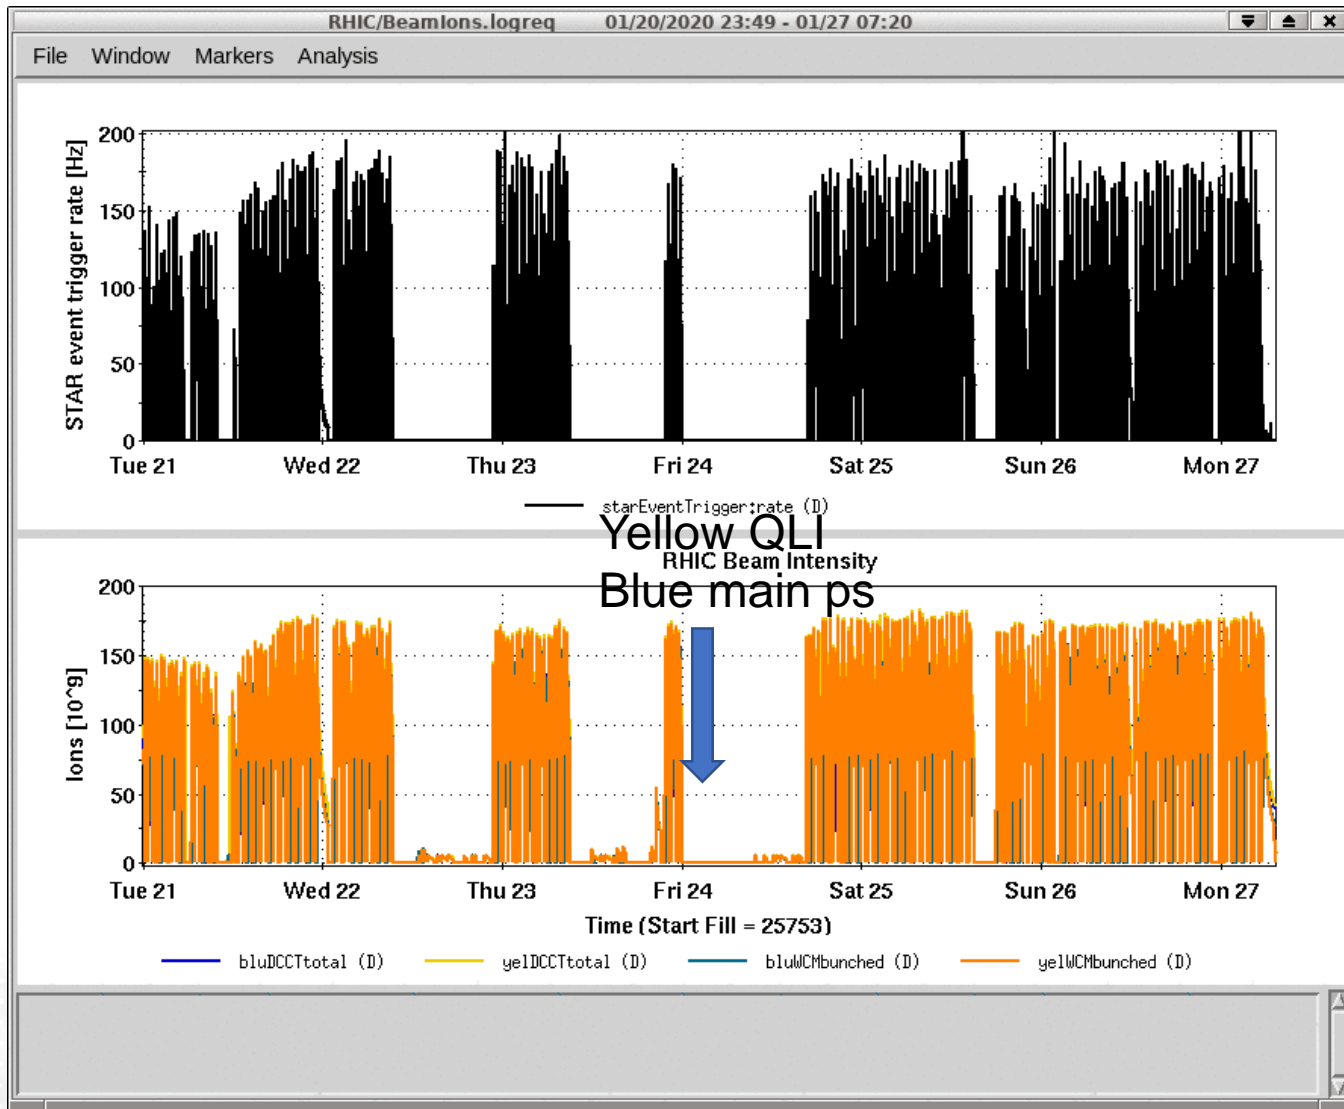 RHIC/BeamIons.logreq 01/20/2020 23:49 - 01/27 07:20
File Window Markers Analysis
STAR event trigger rate [Hz]
200
150
100
50
0
Tue 21 Wed 22 Thu 23 Fri 24 Sat 25 Sun 26 Mon 27
starEventTrigger:rate (D)
Yellow QLI
RHIC Beam Intensity
Blue main ps
Ions [10^9]
200
150
100
50
0
Tue 21 Wed 22 Thu 23 Fri 24 Sat 25 Sun 26 Mon 27
Time (Start Fill = 25753)
bluDCCTtotal (D) yelDCCTtotal (D) bluWCMbunched (D) yelWCMbunched (D)